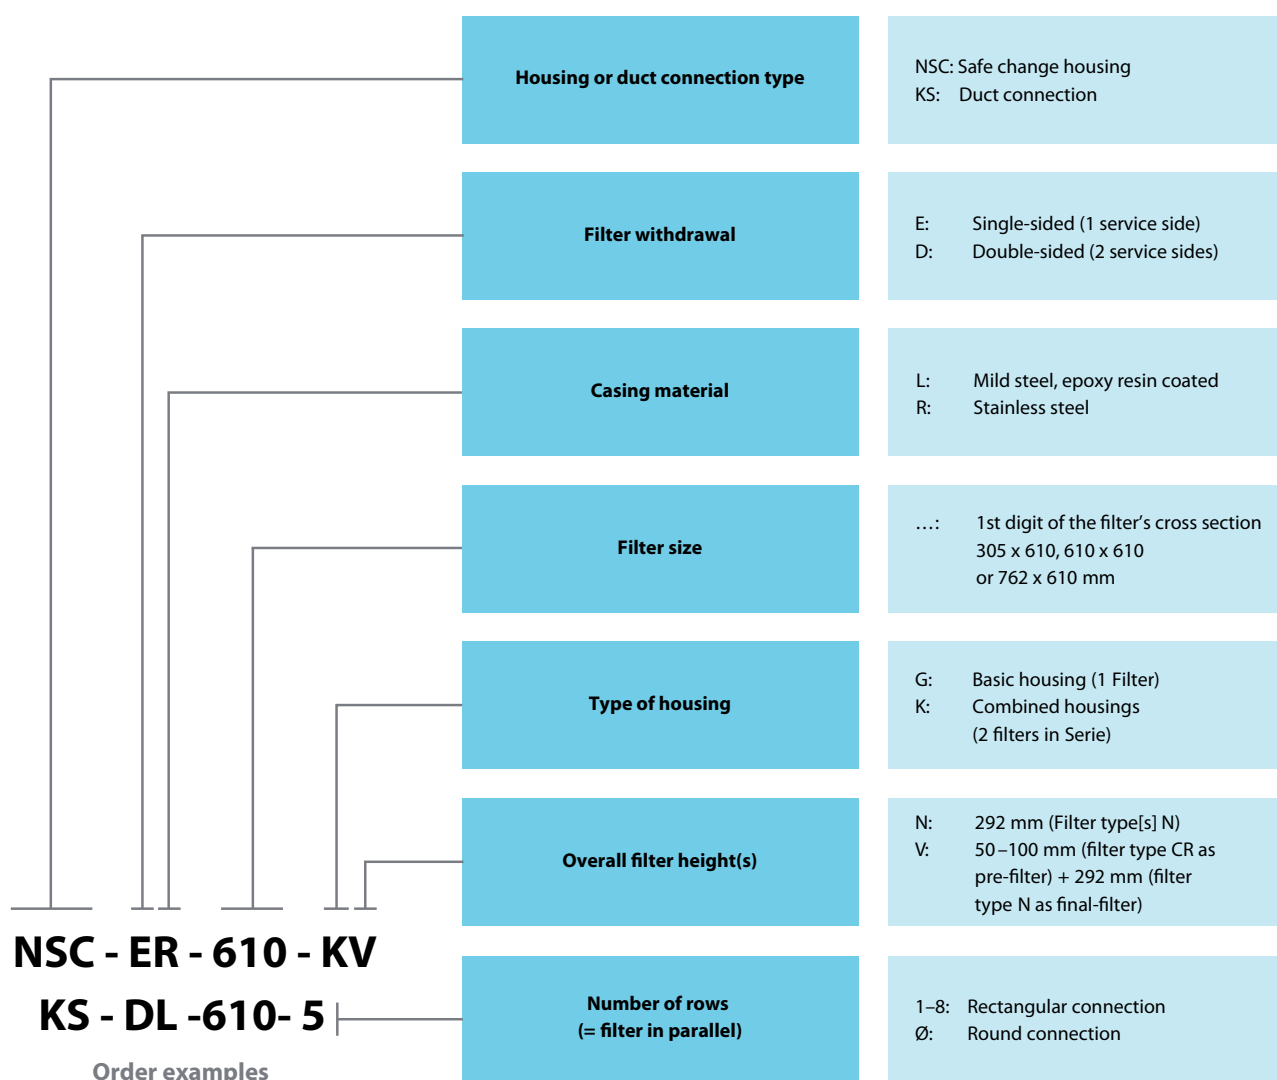 Housing or duct connection type
NSC: Safe change housing
KS: Duct connection
Filter withdrawal
E: Single-sided (1 service side)
D: Double-sided (2 service sides)
Casing material
L: Mild steel, epoxy resin coated
R: Stainless steel
Filter size
…: 1st digit of the filter’s cross section
305 x 610, 610 x 610
or 762 x 610 mm
Type of housing
G: Basic housing (1 Filter)
K: Combined housings
(2 filters in Serie)
Overall filter height(s)
N: 292 mm (Filter type[s] N)
V: 50–100 mm (filter type CR as
pre-filter) + 292 mm (filter
type N as final-filter)
NSC - ER - 610 - KV
KS - DL -610- 5
Order examples
Number of rows
(= filter in parallel)
1–8: Rectangular connection
Ø: Round connection